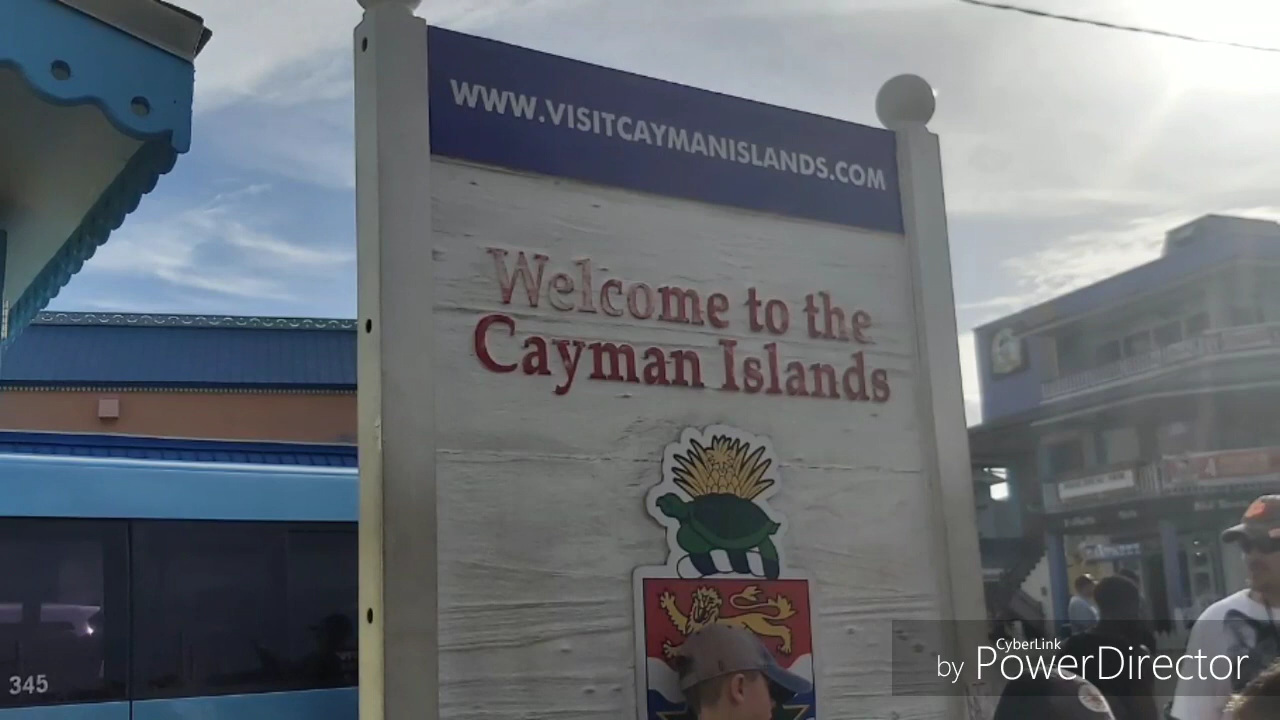 WWW.VISITCAYMANISLANDS.COM
Welcome to the
Cayman Islands
345
CyberLink
by PowerDirector